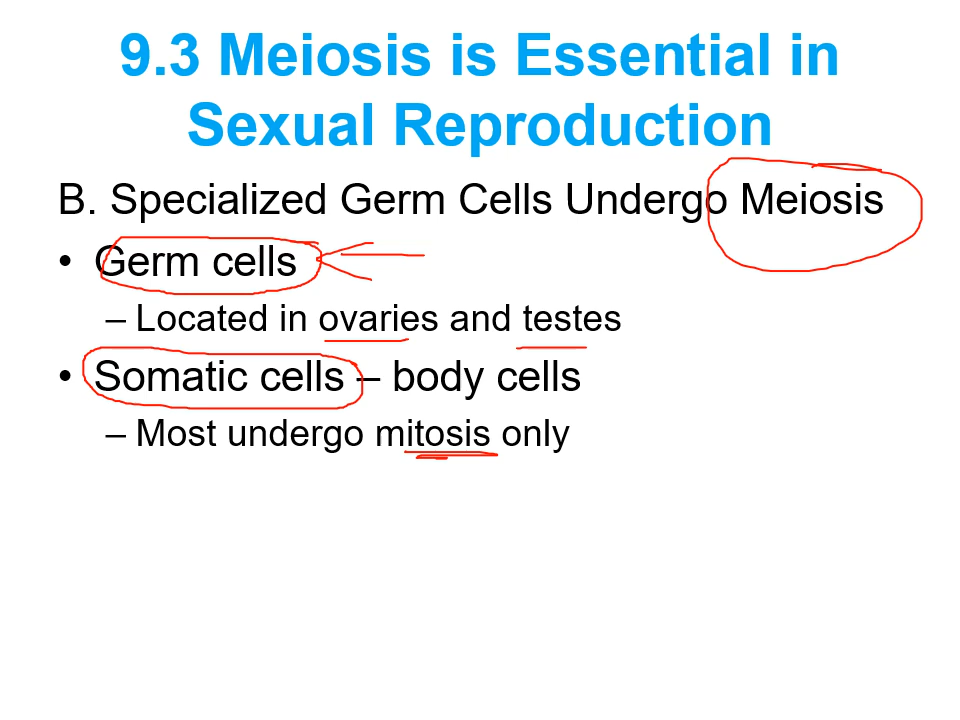 9.3 Meiosis is Essential in
Sexual Reproduction
B. Specialized Germ Cells Undergo Meiosis
• Germ cells
– Located in ovaries and testes
• Somatic cells – body cells
– Most undergo mitosis only